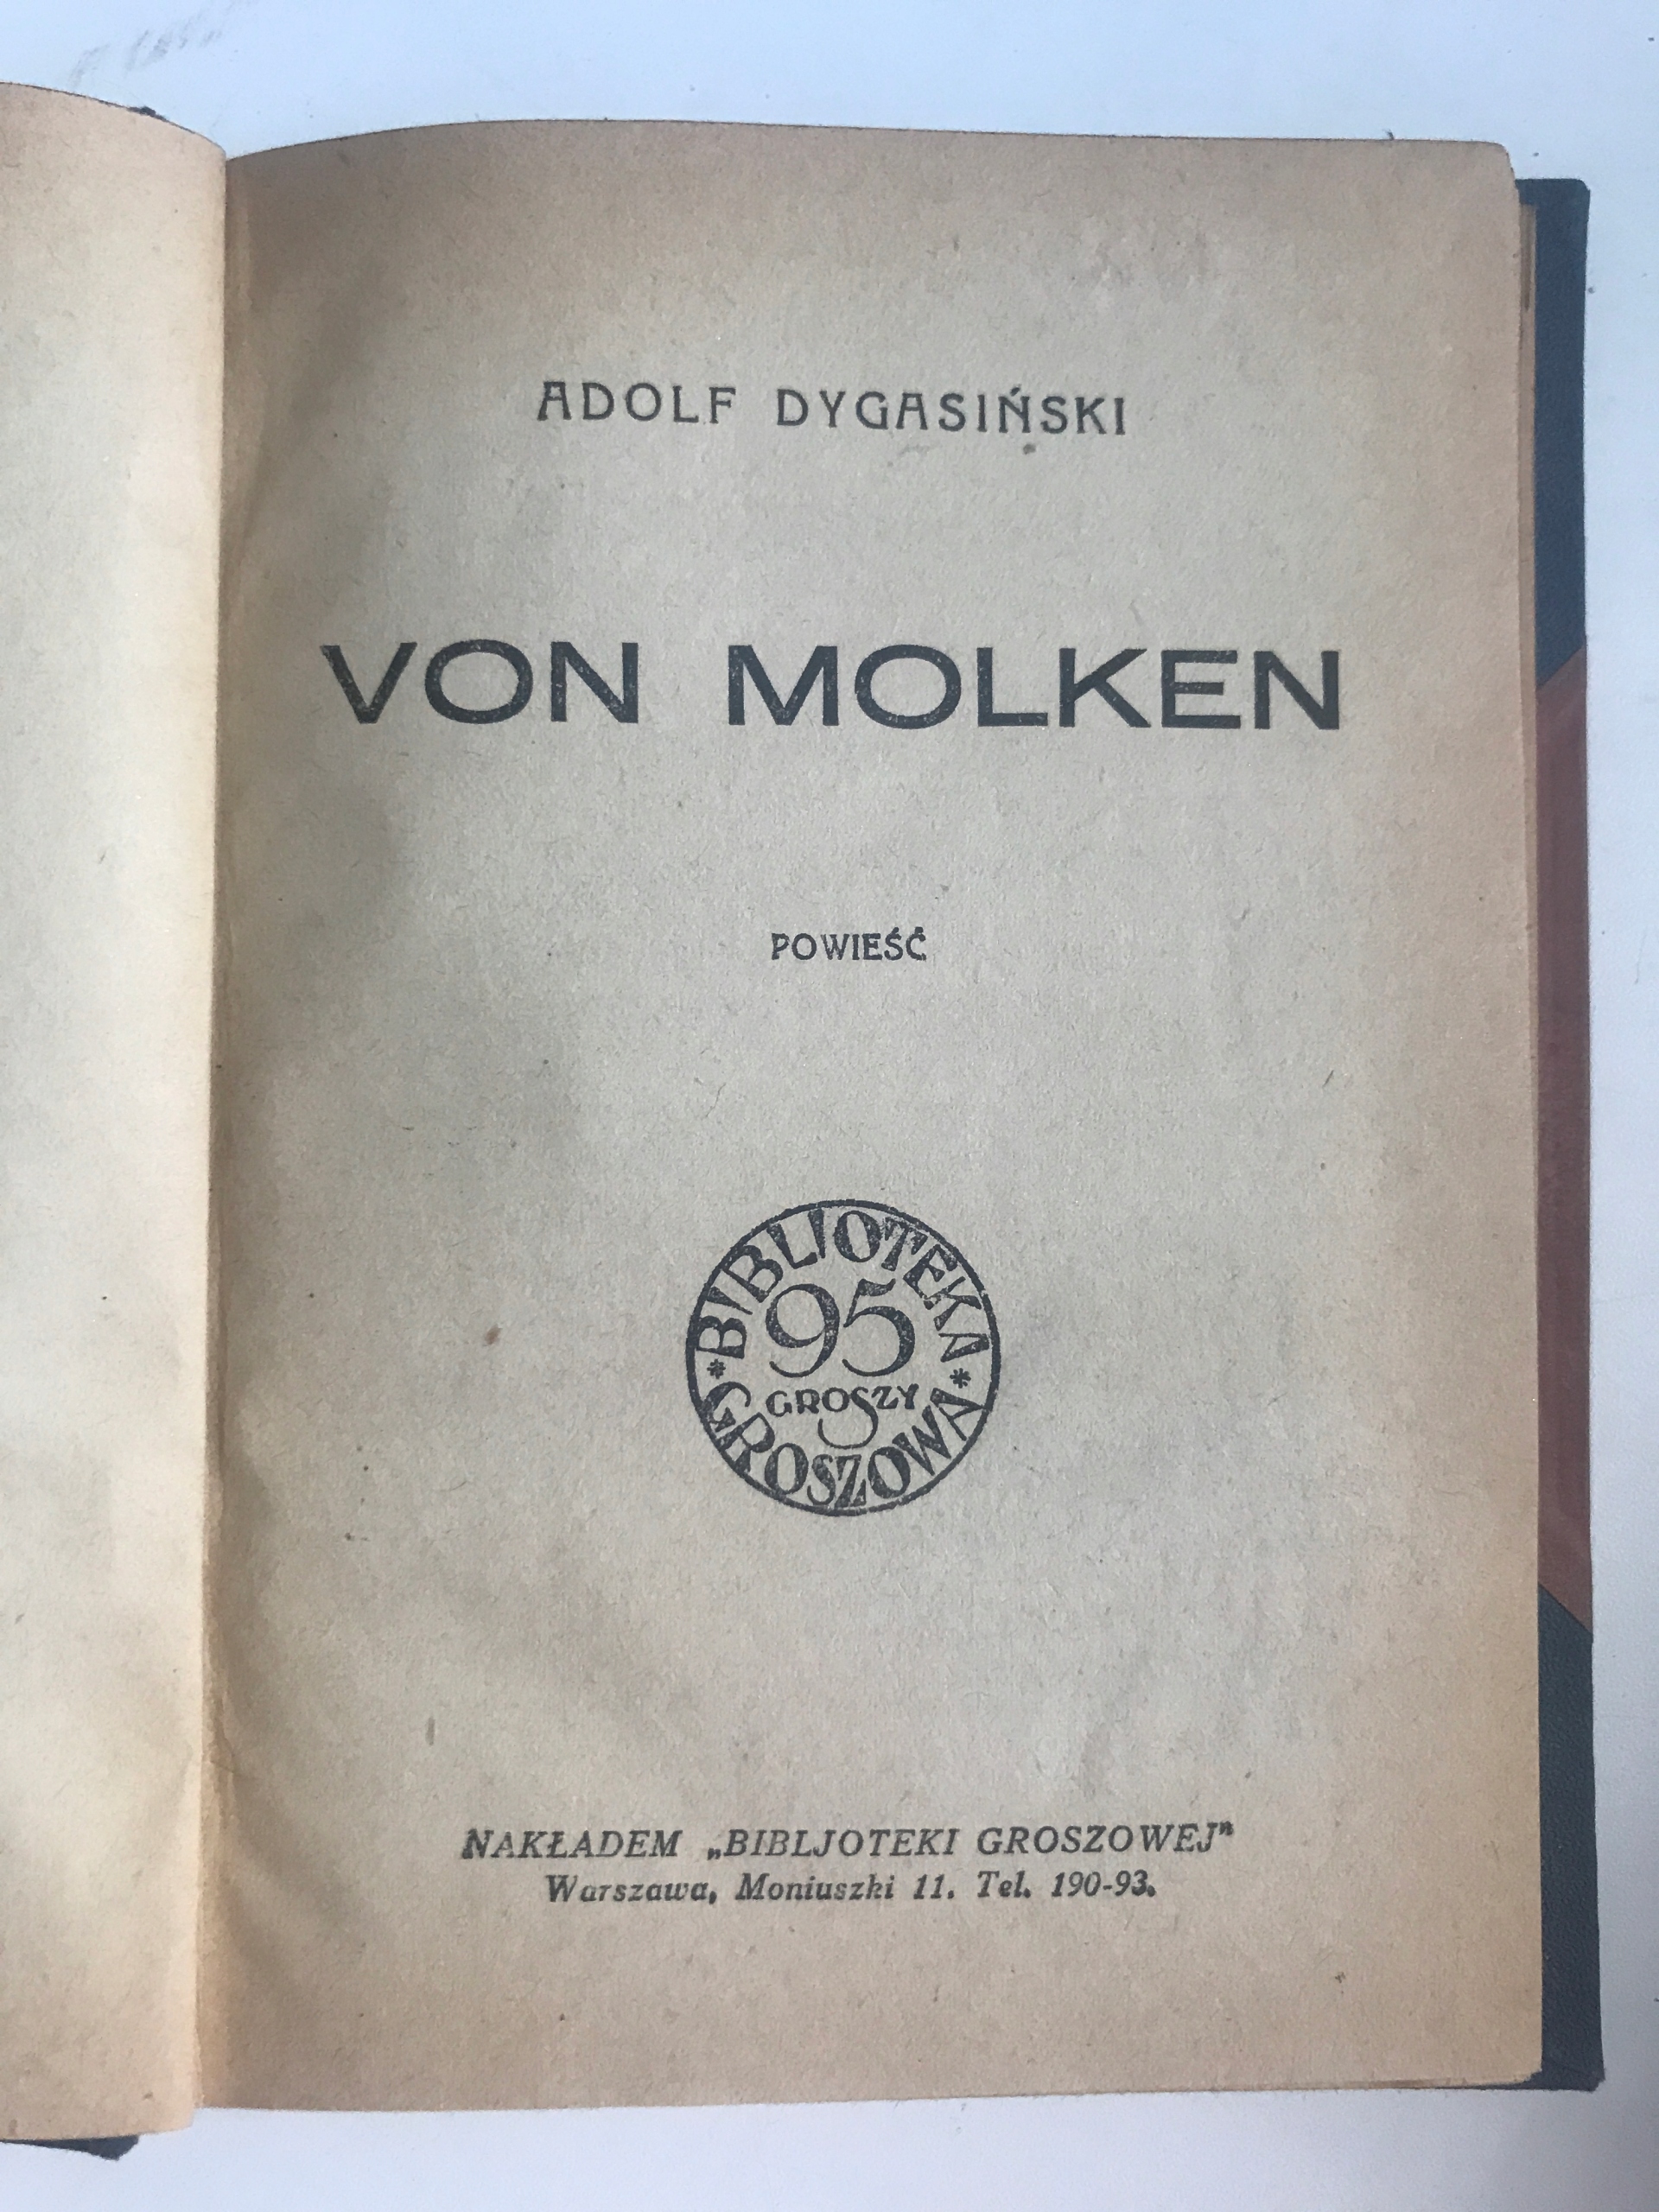 ADOLF DYGASIŃSKI
VON MOLKEN
POWIEŚĆ
BIBLIOTEKA
95
GROSZY
GROSZOWA
NAKŁADEM „BIBLJOTEKI GROSZOWEJ"
Warszawa, Moniuszki 11. Tel. 190-93.